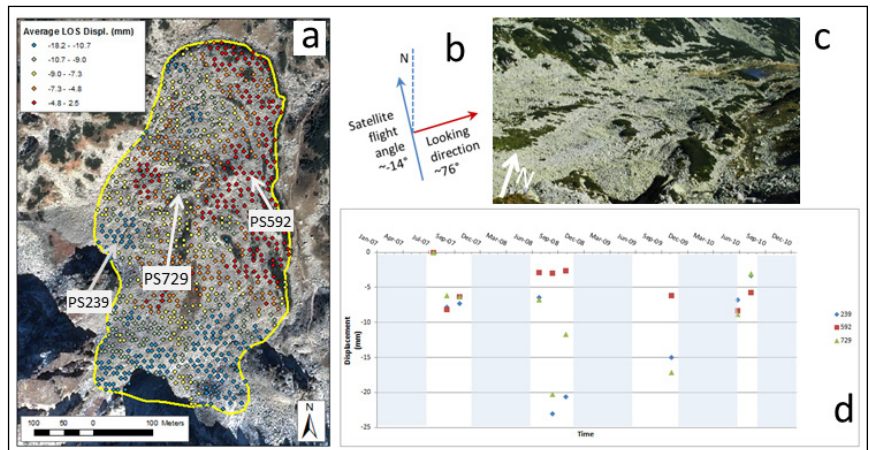 Average LOS Displ. (mm)
-18.2 - -10.7
-10.7 - -9.0
-9.0 - -7.3
-7.3 - -4.8
-4.8 - 2.5
a
PS592
PS729
PS239
N
100 50 0 100 Meters
b
N
Satellite
flight
angle
~-14°
Looking
direction
~76°
c
N
Jan-07 Apr-07 Jul-07 Sep-07 Dec-07 Mar-08 Jun-08 Sep-08 Dec-08 Mar-09 Jun-09 Sep-09 Dec-09 Mar-10 Jun-10 Sep-10 Dec-10
0
-5
-10
-15
-20
-25
Displacement
(mm)
Time
239
592
729
d